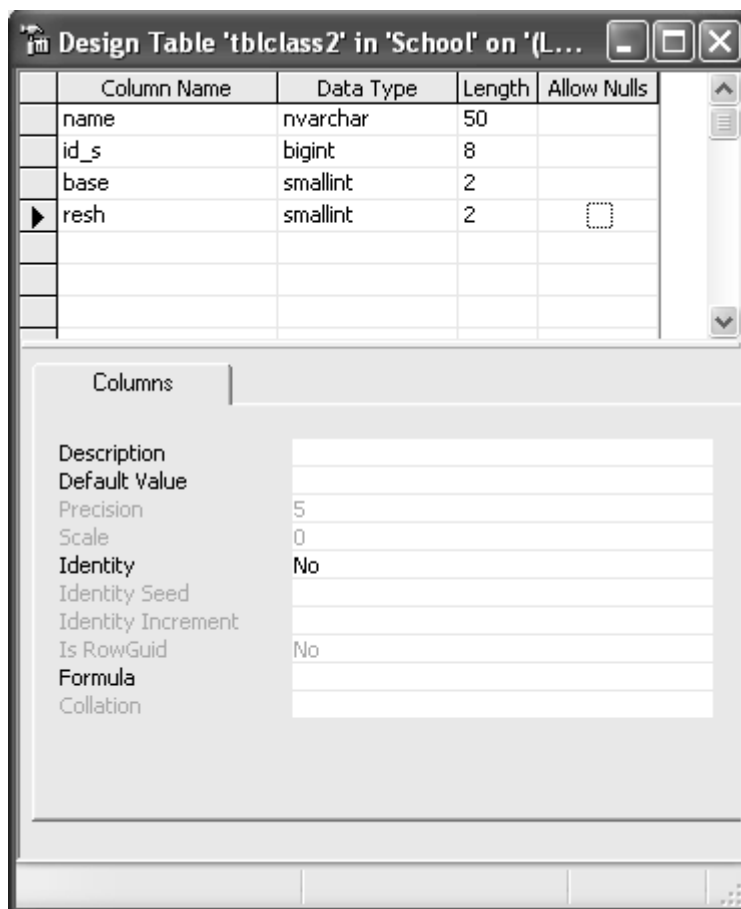 Design Table 'tblclass2' in 'School' on '(L...
Column Name Data Type Length Allow Nulls
name nvarchar 50
id_s bigint 8
base smallint 2
resh smallint 2
Columns
Description
Default Value
Precision 5
Scale 0
Identity No
Identity Seed
Identity Increment
Is RowGuid No
Formula
Collation